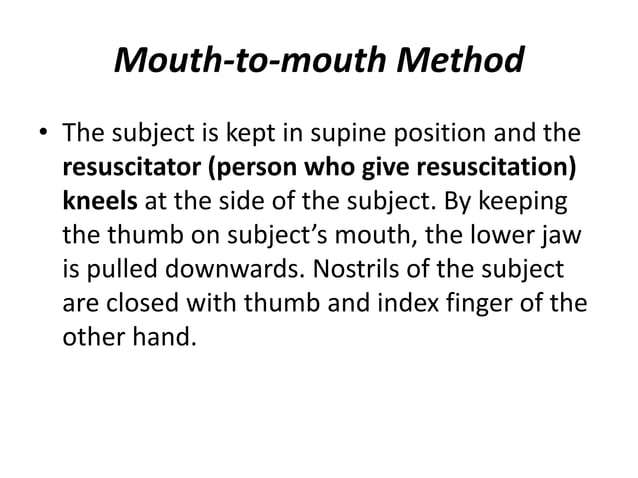 Mouth-to-mouth Method
• The subject is kept in supine position and the
resuscitator (person who give resuscitation)
kneels at the side of the subject. By keeping
the thumb on subject’s mouth, the lower jaw
is pulled downwards. Nostrils of the subject
are closed with thumb and index finger of the
other hand.